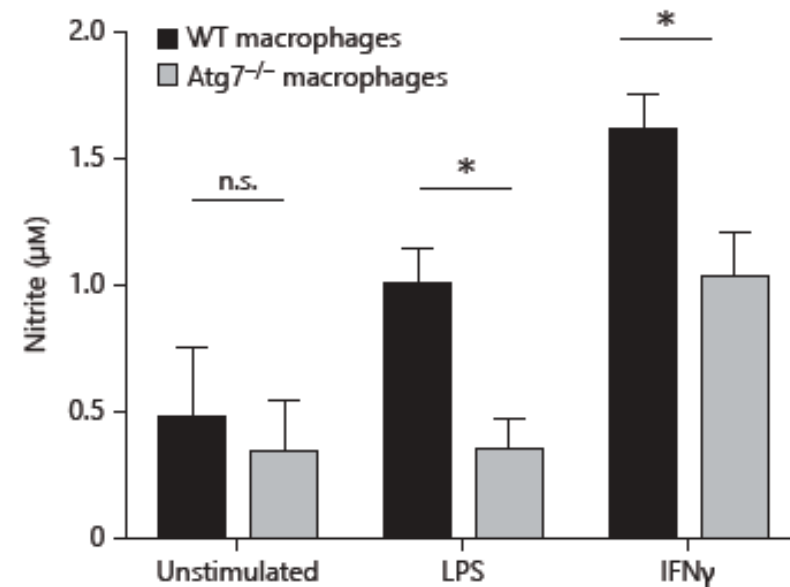 2.0
WT macrophages
Atg7–/– macrophages
*
1.5
n.s.
*
Nitrite (μM)
1.0
0.5
0
Unstimulated
LPS
IFNγ